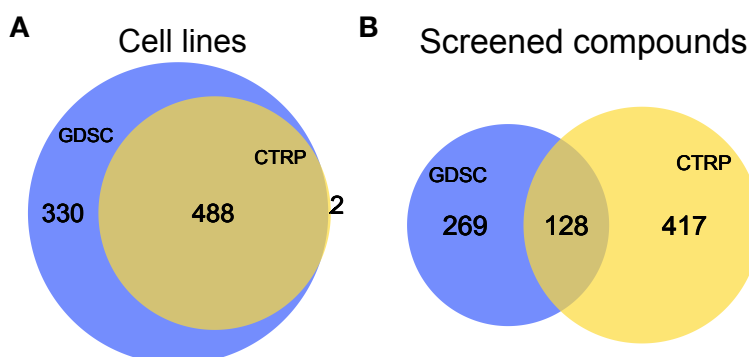 A
Cell lines
GDSC
CTRP
330
488
2
B
Screened compounds
GDSC
CTRP
269
128
417